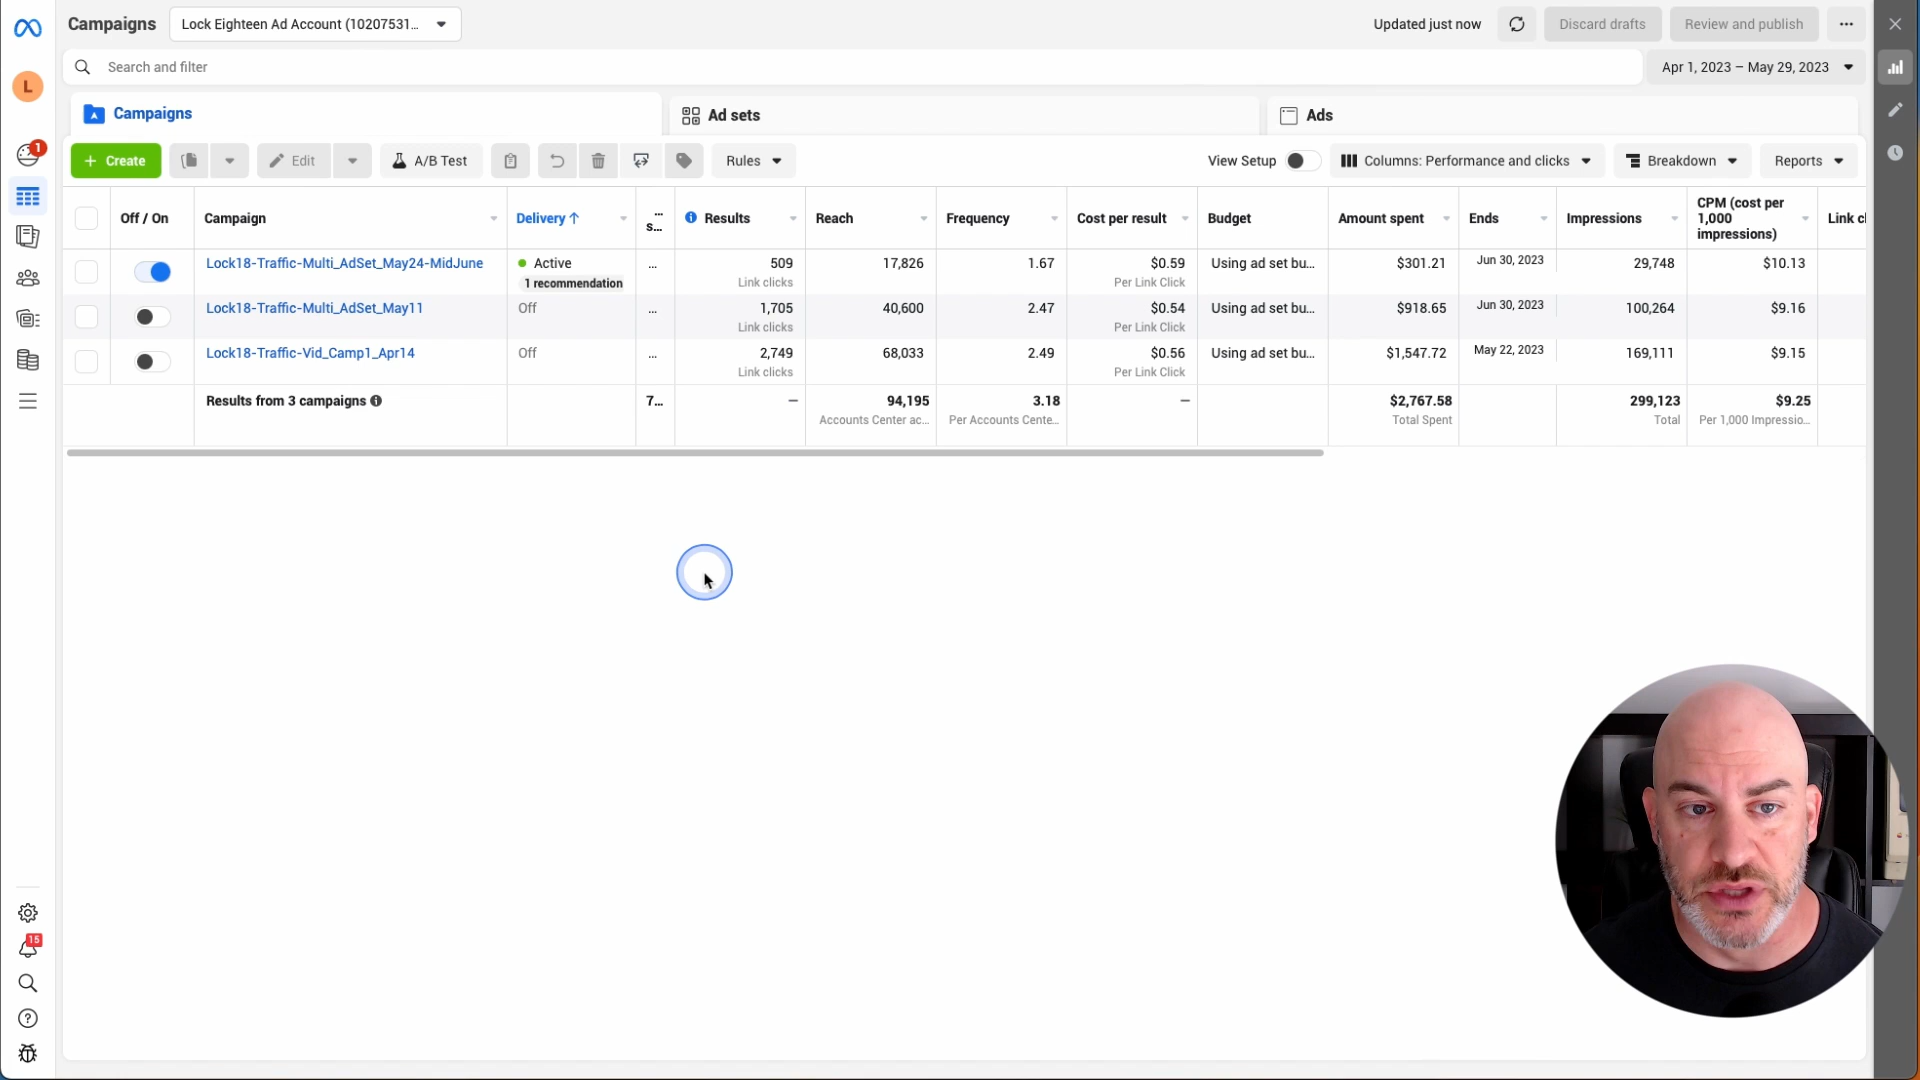 Campaigns
Lock Eighteen Ad Account (10207531...
Updated just now
Discard drafts
Review and publish
L
Search and filter
Apr 1, 2023 – May 29, 2023
Campaigns
Ad sets
Ads
1
+ Create
Edit
A/B Test
Rules
View Setup
Columns: Performance and clicks
Breakdown
Reports
Off / On
Campaign
Delivery ↑
...
s...
Results
Reach
Frequency
Cost per result
Budget
Amount spent
Ends
Impressions
CPM (cost per
1,000
impressions)
Link cl
Lock18-Traffic-Multi_AdSet_May24-MidJune
Active
1 recommendation
...
509
Link clicks
17,826
1.67
$0.59
Per Link Click
Using ad set bu...
$301.21
Jun 30, 2023
29,748
$10.13
Lock18-Traffic-Multi_AdSet_May11
Off
...
1,705
Link clicks
40,600
2.47
$0.54
Per Link Click
Using ad set bu...
$918.65
Jun 30, 2023
100,264
$9.16
Lock18-Traffic-Vid_Camp1_Apr14
Off
...
2,749
Link clicks
68,033
2.49
$0.56
Per Link Click
Using ad set bu...
$1,547.72
May 22, 2023
169,111
$9.15
Results from 3 campaigns
7...
—
94,195
Accounts Center ac...
3.18
Per Accounts Cente...
—
$2,767.58
Total Spent
299,123
Total
$9.25
Per 1,000 Impressio...
15